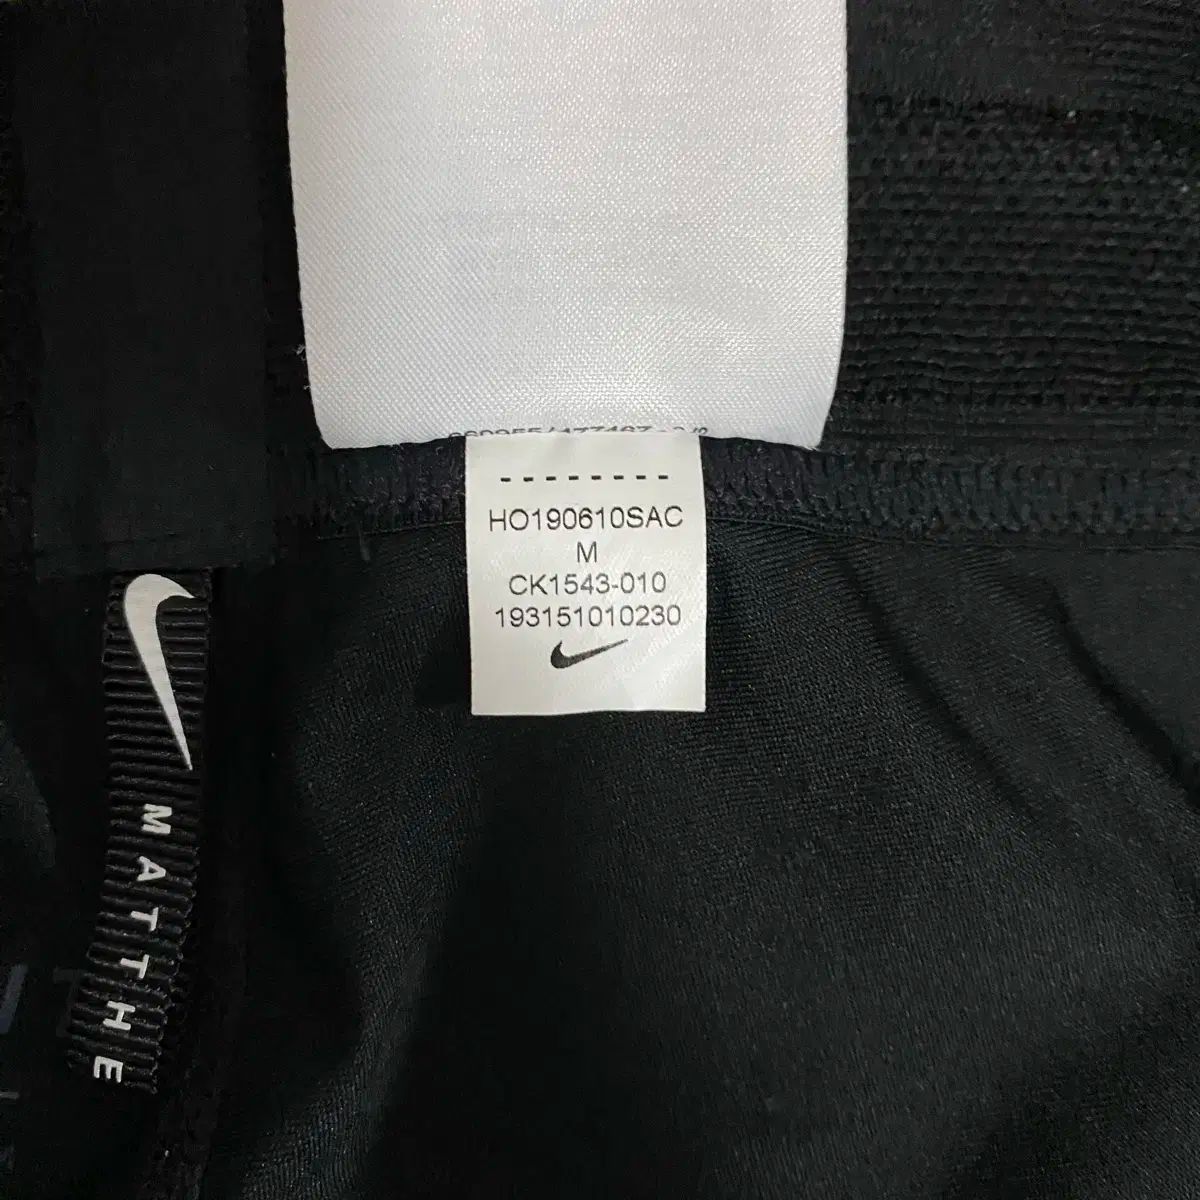 HO190610SAC
M
CK1543-010
193151010230
MATTHE